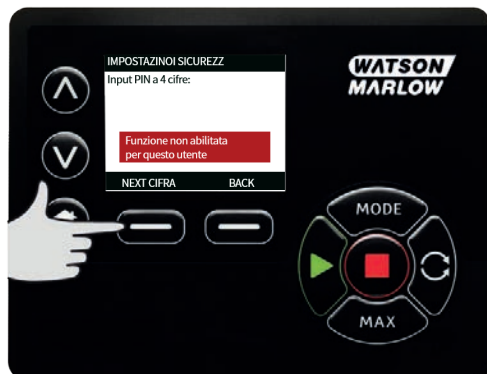 IMPOSTAZINOI SICUREZZ
Input PIN a 4 cifre:
Funzione non abilitata
per questo utente
NEXT CIFRA BACK
WATSON
MARLOW
MODE
MAX